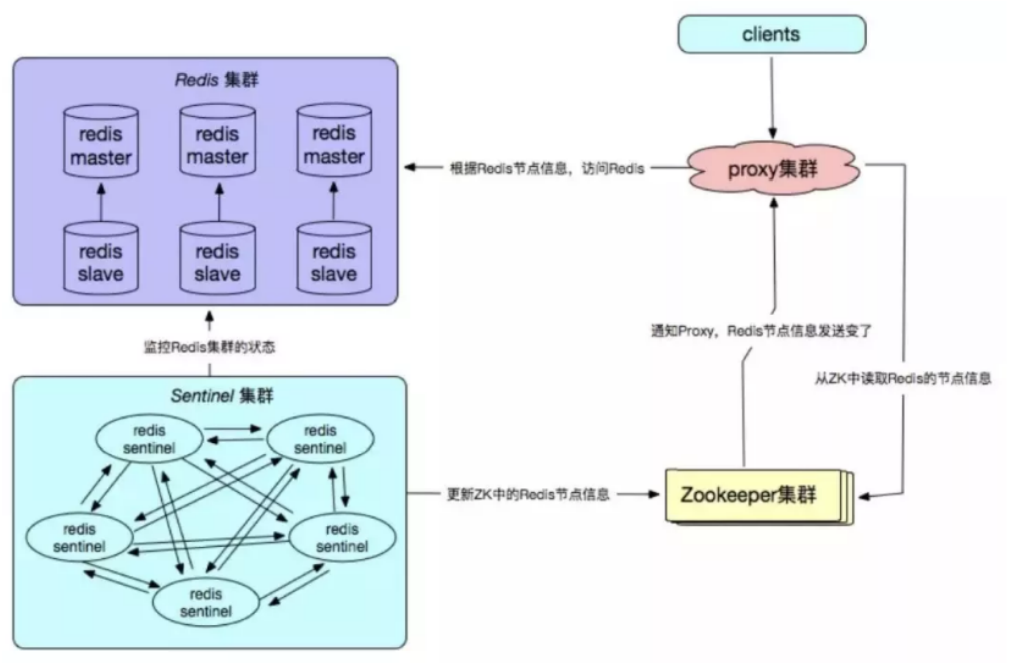 clients
Redis 集群
redis
master
redis
master
redis
master
根据Redis节点信息，访问Redis
proxy集群
redis
slave
redis
slave
redis
slave
监控Redis集群的状态
通知Proxy，Redis节点信息发送变了
从ZK中读取Redis的节点信息
Sentinel 集群
redis
sentinel
redis
sentinel
更新ZK中的Redis节点信息
Zookeeper集群
redis
sentinel
redis
sentinel
redis
sentinel